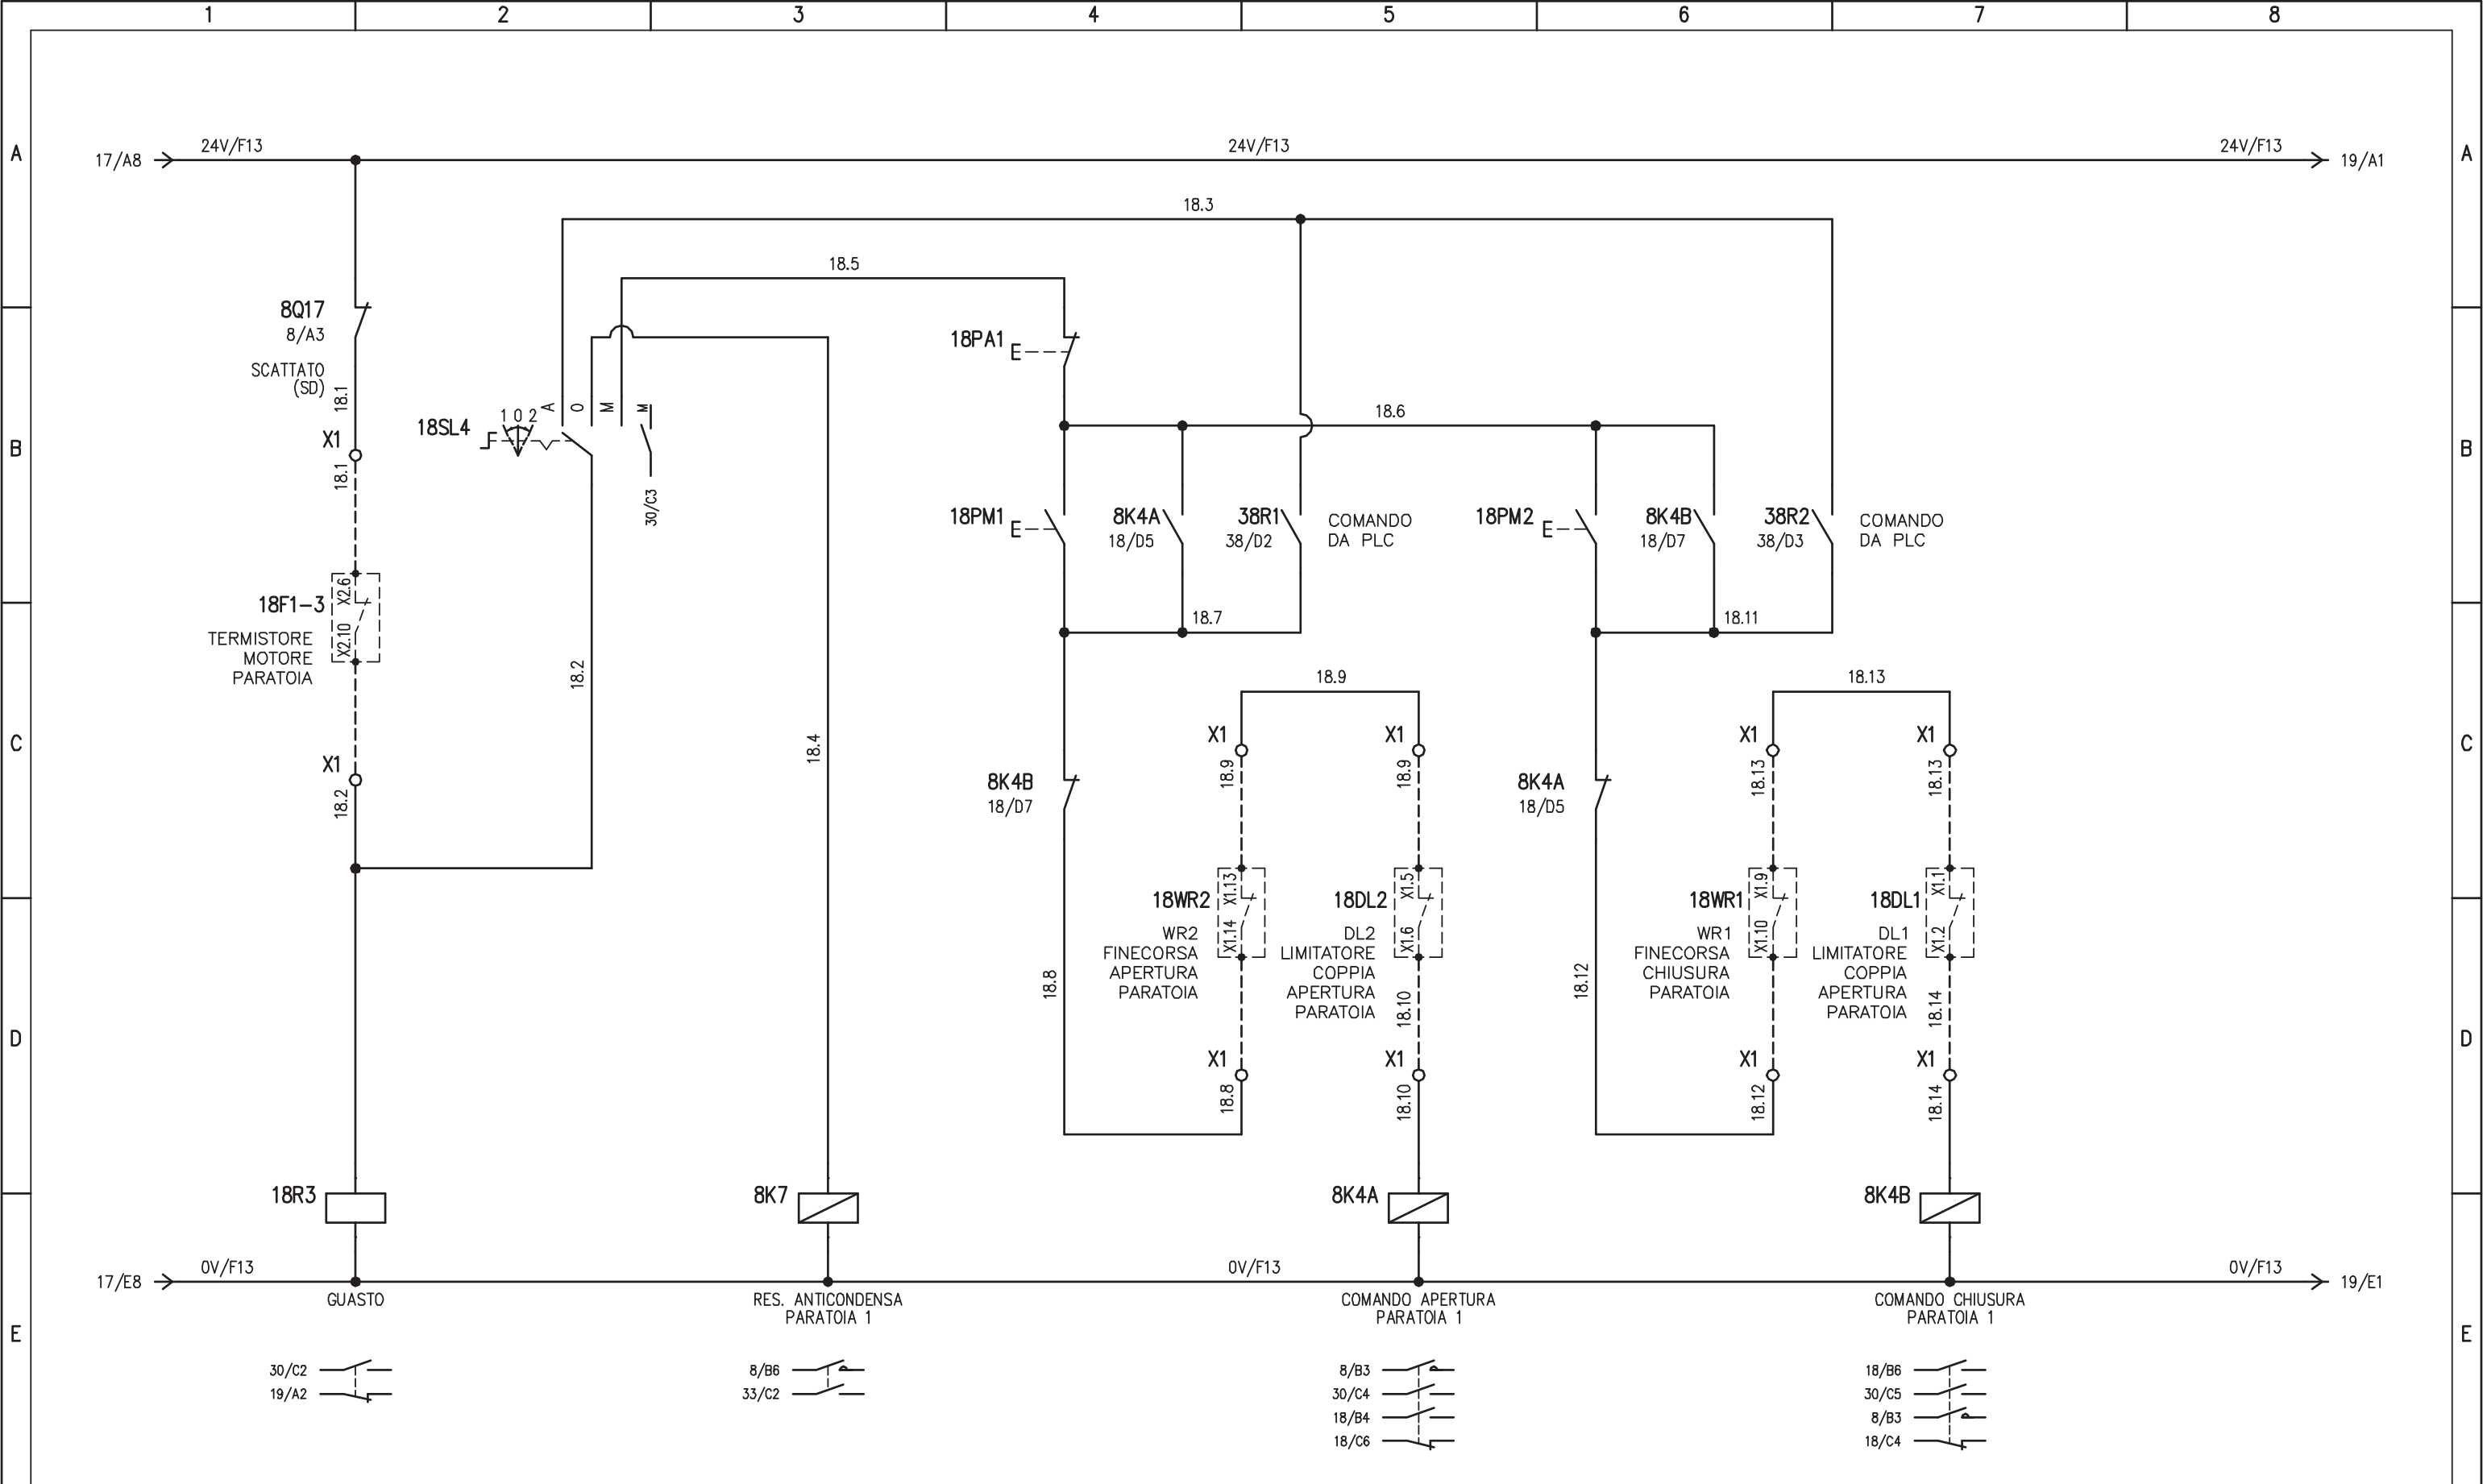 1 2 3 4 5 6 7 8
A A
17/A8 24V/F13 24V/F13 24V/F13 19/A1
18.3
18.5
8Q17
8/A3
SCATTATO
(SD)
18.1
X1
18.1
18PA1 E
18SL4
1 0 2
A 0 M M
30/C3
B B
18.6
18PM1 E
8K4A
18/D5
38R1
38/D2
COMANDO
DA PLC
18PM2 E
8K4B
18/D7
38R2
38/D3
COMANDO
DA PLC
18F1-3
X2.6
X2.10
TERMISTORE
MOTORE
PARATOIA
18.7
18.11
18.2
18.9
18.13
X1
18.2
C C
18.4
8K4B
18/D7
X1
18.9
X1
18.9
8K4A
18/D5
X1
18.13
X1
18.13
18WR2
X1.13
X1.14
WR2
FINECORSA
APERTURA
PARATOIA
18DL2
X1.5
X1.6
DL2
LIMITATORE
COPPIA
APERTURA
PARATOIA
18WR1
X1.9
X1.10
WR1
FINECORSA
CHIUSURA
PARATOIA
18DL1
X1.1
X1.2
DL1
LIMITATORE
COPPIA
APERTURA
PARATOIA
18.8
18.10
18.12
18.14
D D
X1
18.8
X1
18.10
X1
18.12
X1
18.14
18R3
8K7
8K4A
8K4B
17/E8 0V/F13 0V/F13 0V/F13 19/E1
GUASTO
RES. ANTICONDENSA
PARATOIA 1
COMANDO APERTURA
PARATOIA 1
COMANDO CHIUSURA
PARATOIA 1
E E
30/C2
19/A2
8/B6
33/C2
8/B3
30/C4
18/B4
18/C6
18/B6
30/C5
8/B3
18/C4